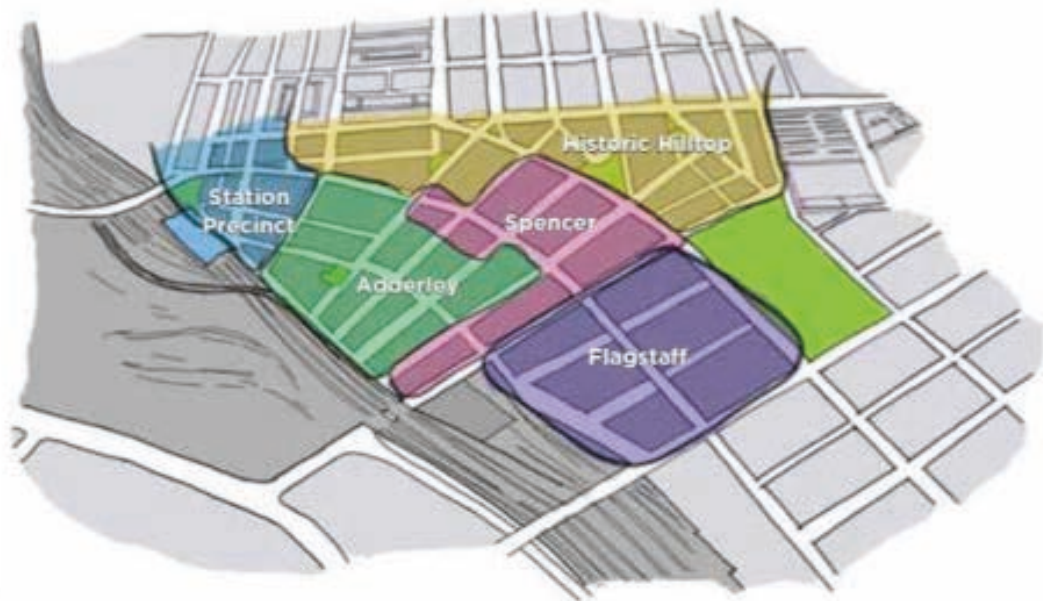 Historic Hilltop
Station
Precinct
Spencer
Adderley
Flagstaff